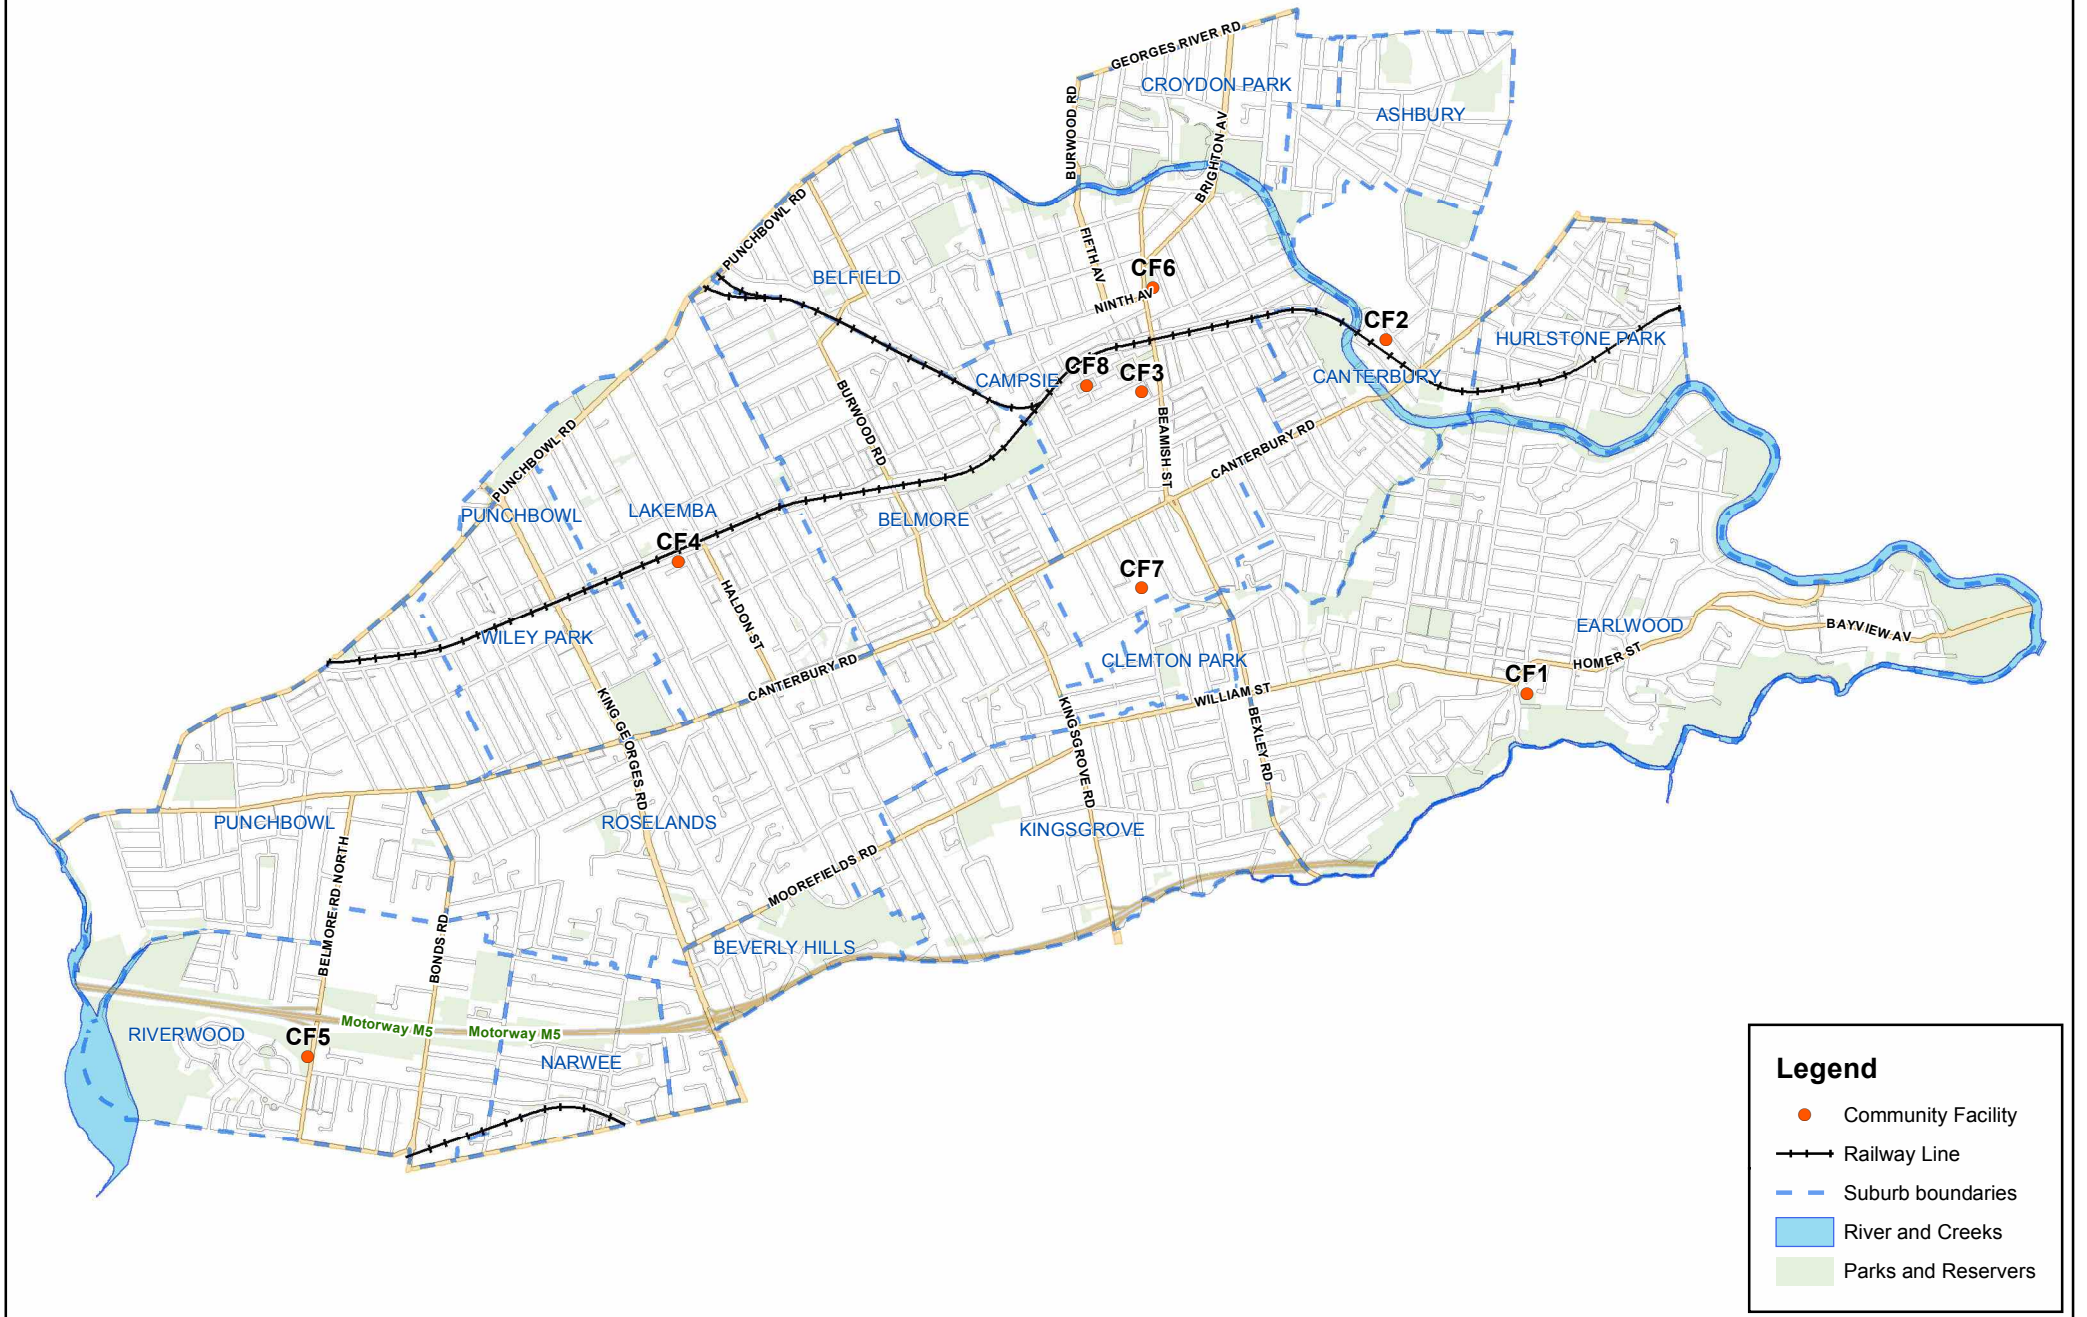 GEORGES RIVER RD
CROYDON PARK
BURWOOD RD
ASHBURY
BRIGHTON AV
PUNCHBOWL RD
FIFTH AV
BELFIELD
CF6
NINTH AV
CF2
HURLSTONE PARK
CF8
CF3
CAMPSIE
CANTERBURY
BURWOOD RD
BEAMISH ST
CANTERBURY RD
PUNCHBOWL RD
PUNCHBOWL
LAKEMBA
BELMORE
CF4
CF7
HALDON ST
WILEY PARK
EARLWOOD
BAYVIEW AV
CLEMTON PARK
HOMER ST
CF1
CANTERBURY RD
WILLIAM ST
KING GEORGES RD
KINGSGROVE RD
BEXLEY RD
PUNCHBOWL
ROSELANDS
KINGSGROVE
MOOREFIELDS RD
BELMORE RD NORTH
BONDS RD
BEVERLY HILLS
Motorway M5
Motorway M5
RIVERWOOD
CF5
NARWEE
Legend
Community Facility
Railway Line
Suburb boundaries
River and Creeks
Parks and Reservers